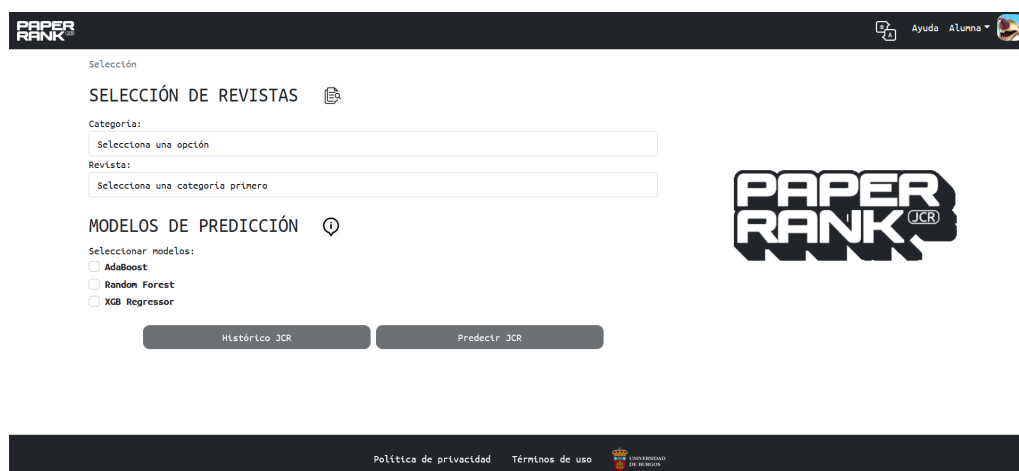 PAPER
RANK JCR
Ayuda Alumna
Selección
SELECCIÓN DE REVISTAS
Categoría:
Selecciona una opción
Revista:
Selecciona una categoría primero
PAPER
RANK JCR
MODELOS DE PREDICCIÓN
Seleccionar modelos:
AdaBoost
Random Forest
XGB Regressor
Histórico JCR Predecir JCR
Política de privacidad Términos de uso UNIVERSIDAD
DE BURGOS